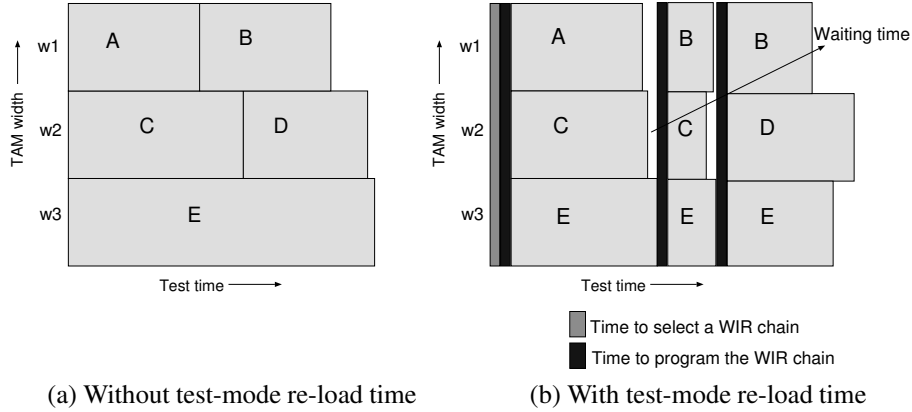 w1
A
B
TAM width
w2
C
D
w3
E
Test time
w1
A
B
B
Waiting time
TAM width
w2
C
C
D
w3
E
E
E
Test time
Time to select a WIR chain
Time to program the WIR chain
(a) Without test-mode re-load time
(b) With test-mode re-load time